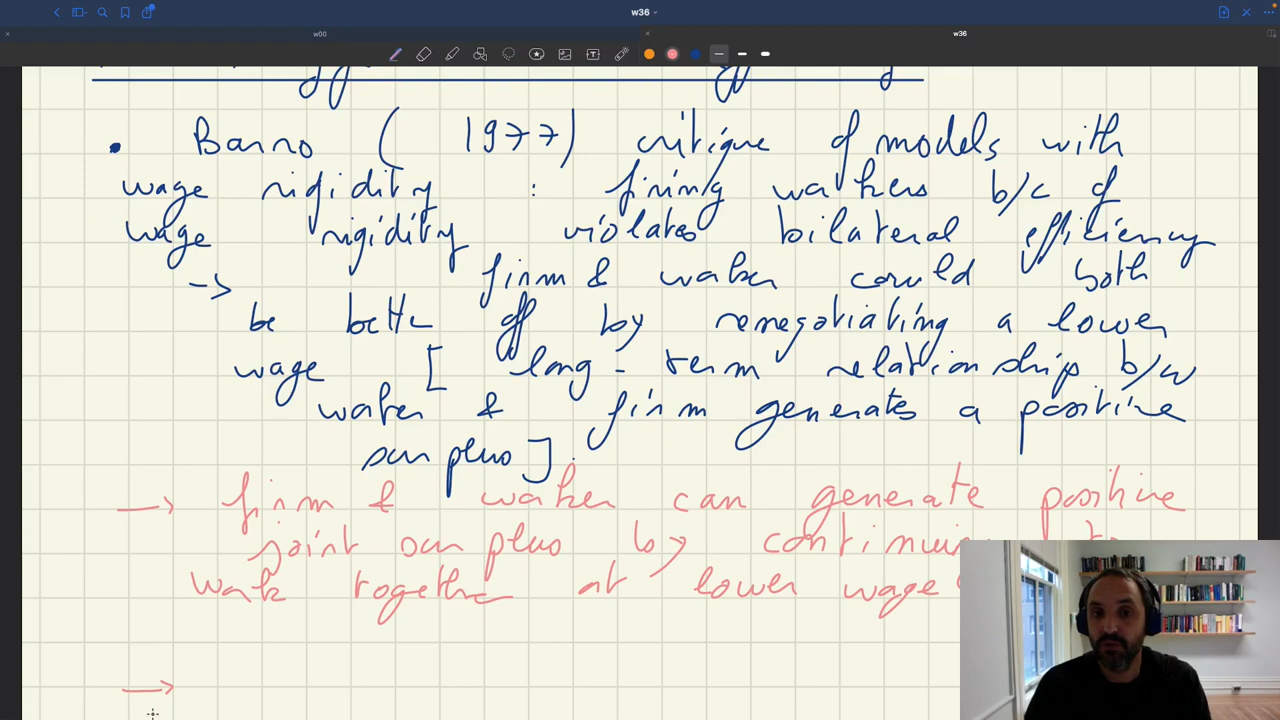 w36
w00
w36
• Barro (1977) critique of models with
wage rigidity : firing workers b/c of
wage rigidity violates bilateral efficiency
→ firm & worker could both
be better off by renegotiating a lower
wage [long-term relationship b/w
worker & firm generates a positive
surplus].
→ firm & worker can generate positive
joint surplus by continuing to
work together at lower wage
→